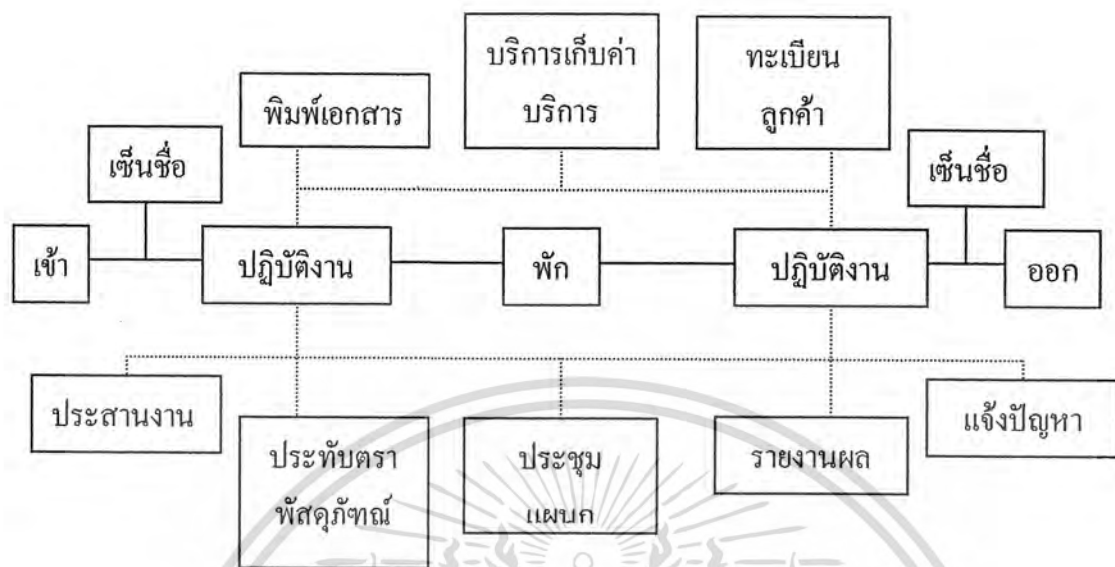 บริการเก็บค่า
บริการ
ทะเบียน
ลูกค้า
พิมพ์เอกสาร
เซ็นชื่อ
เซ็นชื่อ
เข้า
ปฏิบัติงาน
พัก
ปฏิบัติงาน
ออก
ประสานงาน
ประทับตรา
พัสดุภัฑณ์
ประชุม
แผนก
รายงานผล
แจ้งปัญหา